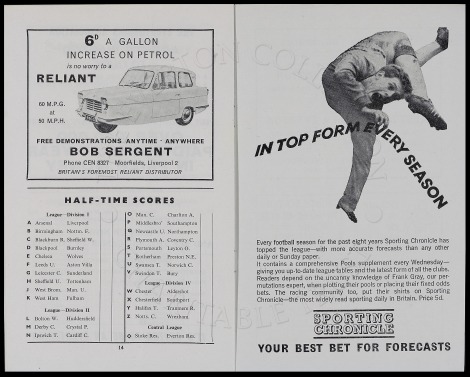 6D A GALLON
INCREASE ON PETROL
is no worry to a
RELIANT
60 M.P.G.
at
50 M.P.H.
FREE DEMONSTRATIONS ANYTIME · ANYWHERE
BOB SERGENT
Phone CEN 8327 · Moorfields, Liverpool 2
BRITAIN'S FOREMOST RELIANT DISTRIBUTOR
HALF-TIME SCORES
League—Division I
A Arsenal Liverpool
B Birmingham Nottm. F.
C Blackburn R. Sheffield W.
D Blackpool Burnley
E Chelsea Wolves
F Leeds U. Aston Villa
G Leicester C. Sunderland
H Sheffield U. Tottenham
J West Brom. Man. U.
K West Ham Fulham
League—Division II
L Bolton W. Huddersfield
M Derby C. Crystal P.
N Ipswich T. Cardiff C.
O Man. C. Charlton A.
P Middlesbro' Southampton
Q Newcastle U. Northampton
R Plymouth A. Coventry C.
S Portsmouth Leyton O.
T Rotherham Preston N.E.
U Swansea T. Norwich C.
V Swindon T. Bury
League—Division IV
W Chester Aldershot
X Chesterfield Southport
Y Halifax T. Tranmere R.
Z Notts. C. Wrexham
Central League
Stoke Res. Everton Res.
14
IN TOP FORM EVERY SEASON
Every football season for the past eight years Sporting Chronicle has
topped the league—with more accurate forecasts than any other
daily or Sunday paper.
It contains a comprehensive Pools supplement every Wednesday—
giving you up-to-date league tables and the latest form of all the clubs.
Readers depend on the uncanny knowledge of Frank Gray, our per-
mutations expert, when plotting their pools or placing their fixed odds
bets. The racing community too, put their shirts on Sporting
Chronicle—the most widely read sporting daily in Britain. Price 5d.
SPORTING
CHRONICLE
YOUR BEST BET FOR FORECASTS